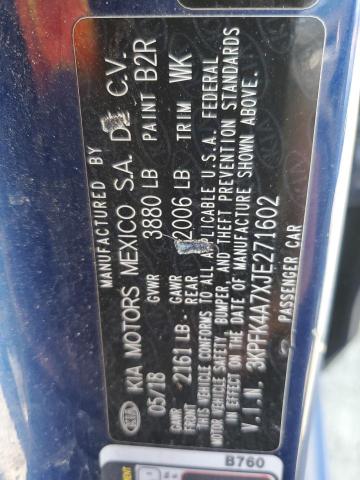 MANUFACTURED BY
KIA MOTORS MEXICO S.A. DE C.V.
05/18 GVWR 3880 LB PAINT B2R
GAWR FRONT 2161 LB - GAWR REAR 2006 LB TRIM WK
THIS VEHICLE CONFORMS TO ALL APPLICABLE U.S.A. FEDERAL
MOTOR VEHICLE SAFETY, BUMPER, AND THEFT PREVENTION STANDARDS
IN EFFECT ON THE DATE OF MANUFACTURE SHOWN ABOVE.
V.I.N. 3KPFK4A7XJE271602
PASSENGER CAR
KIA
B760